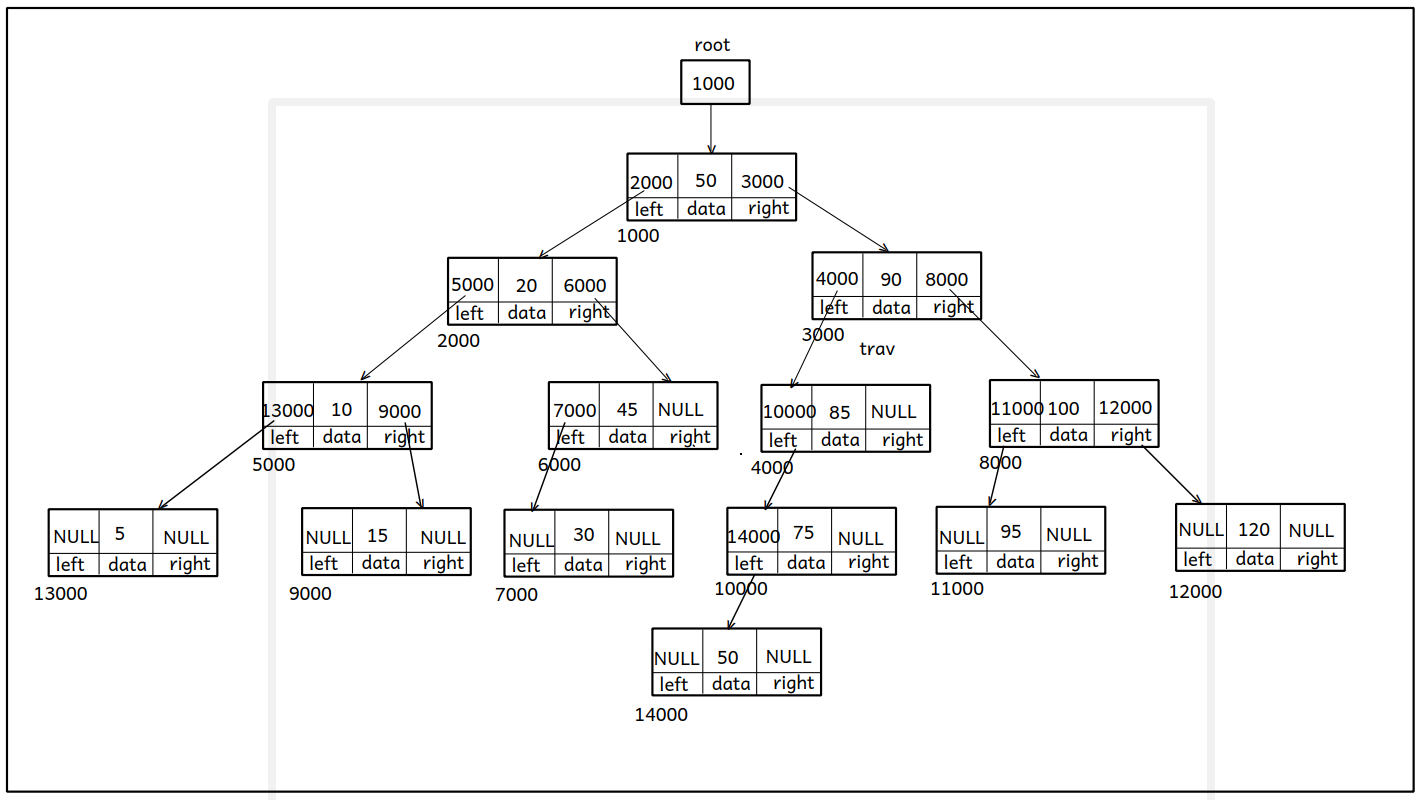 root
1000
2000 50 3000
left data right
1000
5000 20 6000
left data right
2000
4000 90 8000
left data right
3000
trav
13000 10 9000
left data right
5000
7000 45 NULL
left data right
6000
10000 85 NULL
left data right
4000
11000 100 12000
left data right
8000
NULL 5 NULL
left data right
13000
NULL 15 NULL
left data right
9000
NULL 30 NULL
left data right
7000
14000 75 NULL
left data right
10000
NULL 95 NULL
left data right
11000
NULL 120 NULL
left data right
12000
NULL 50 NULL
left data right
14000